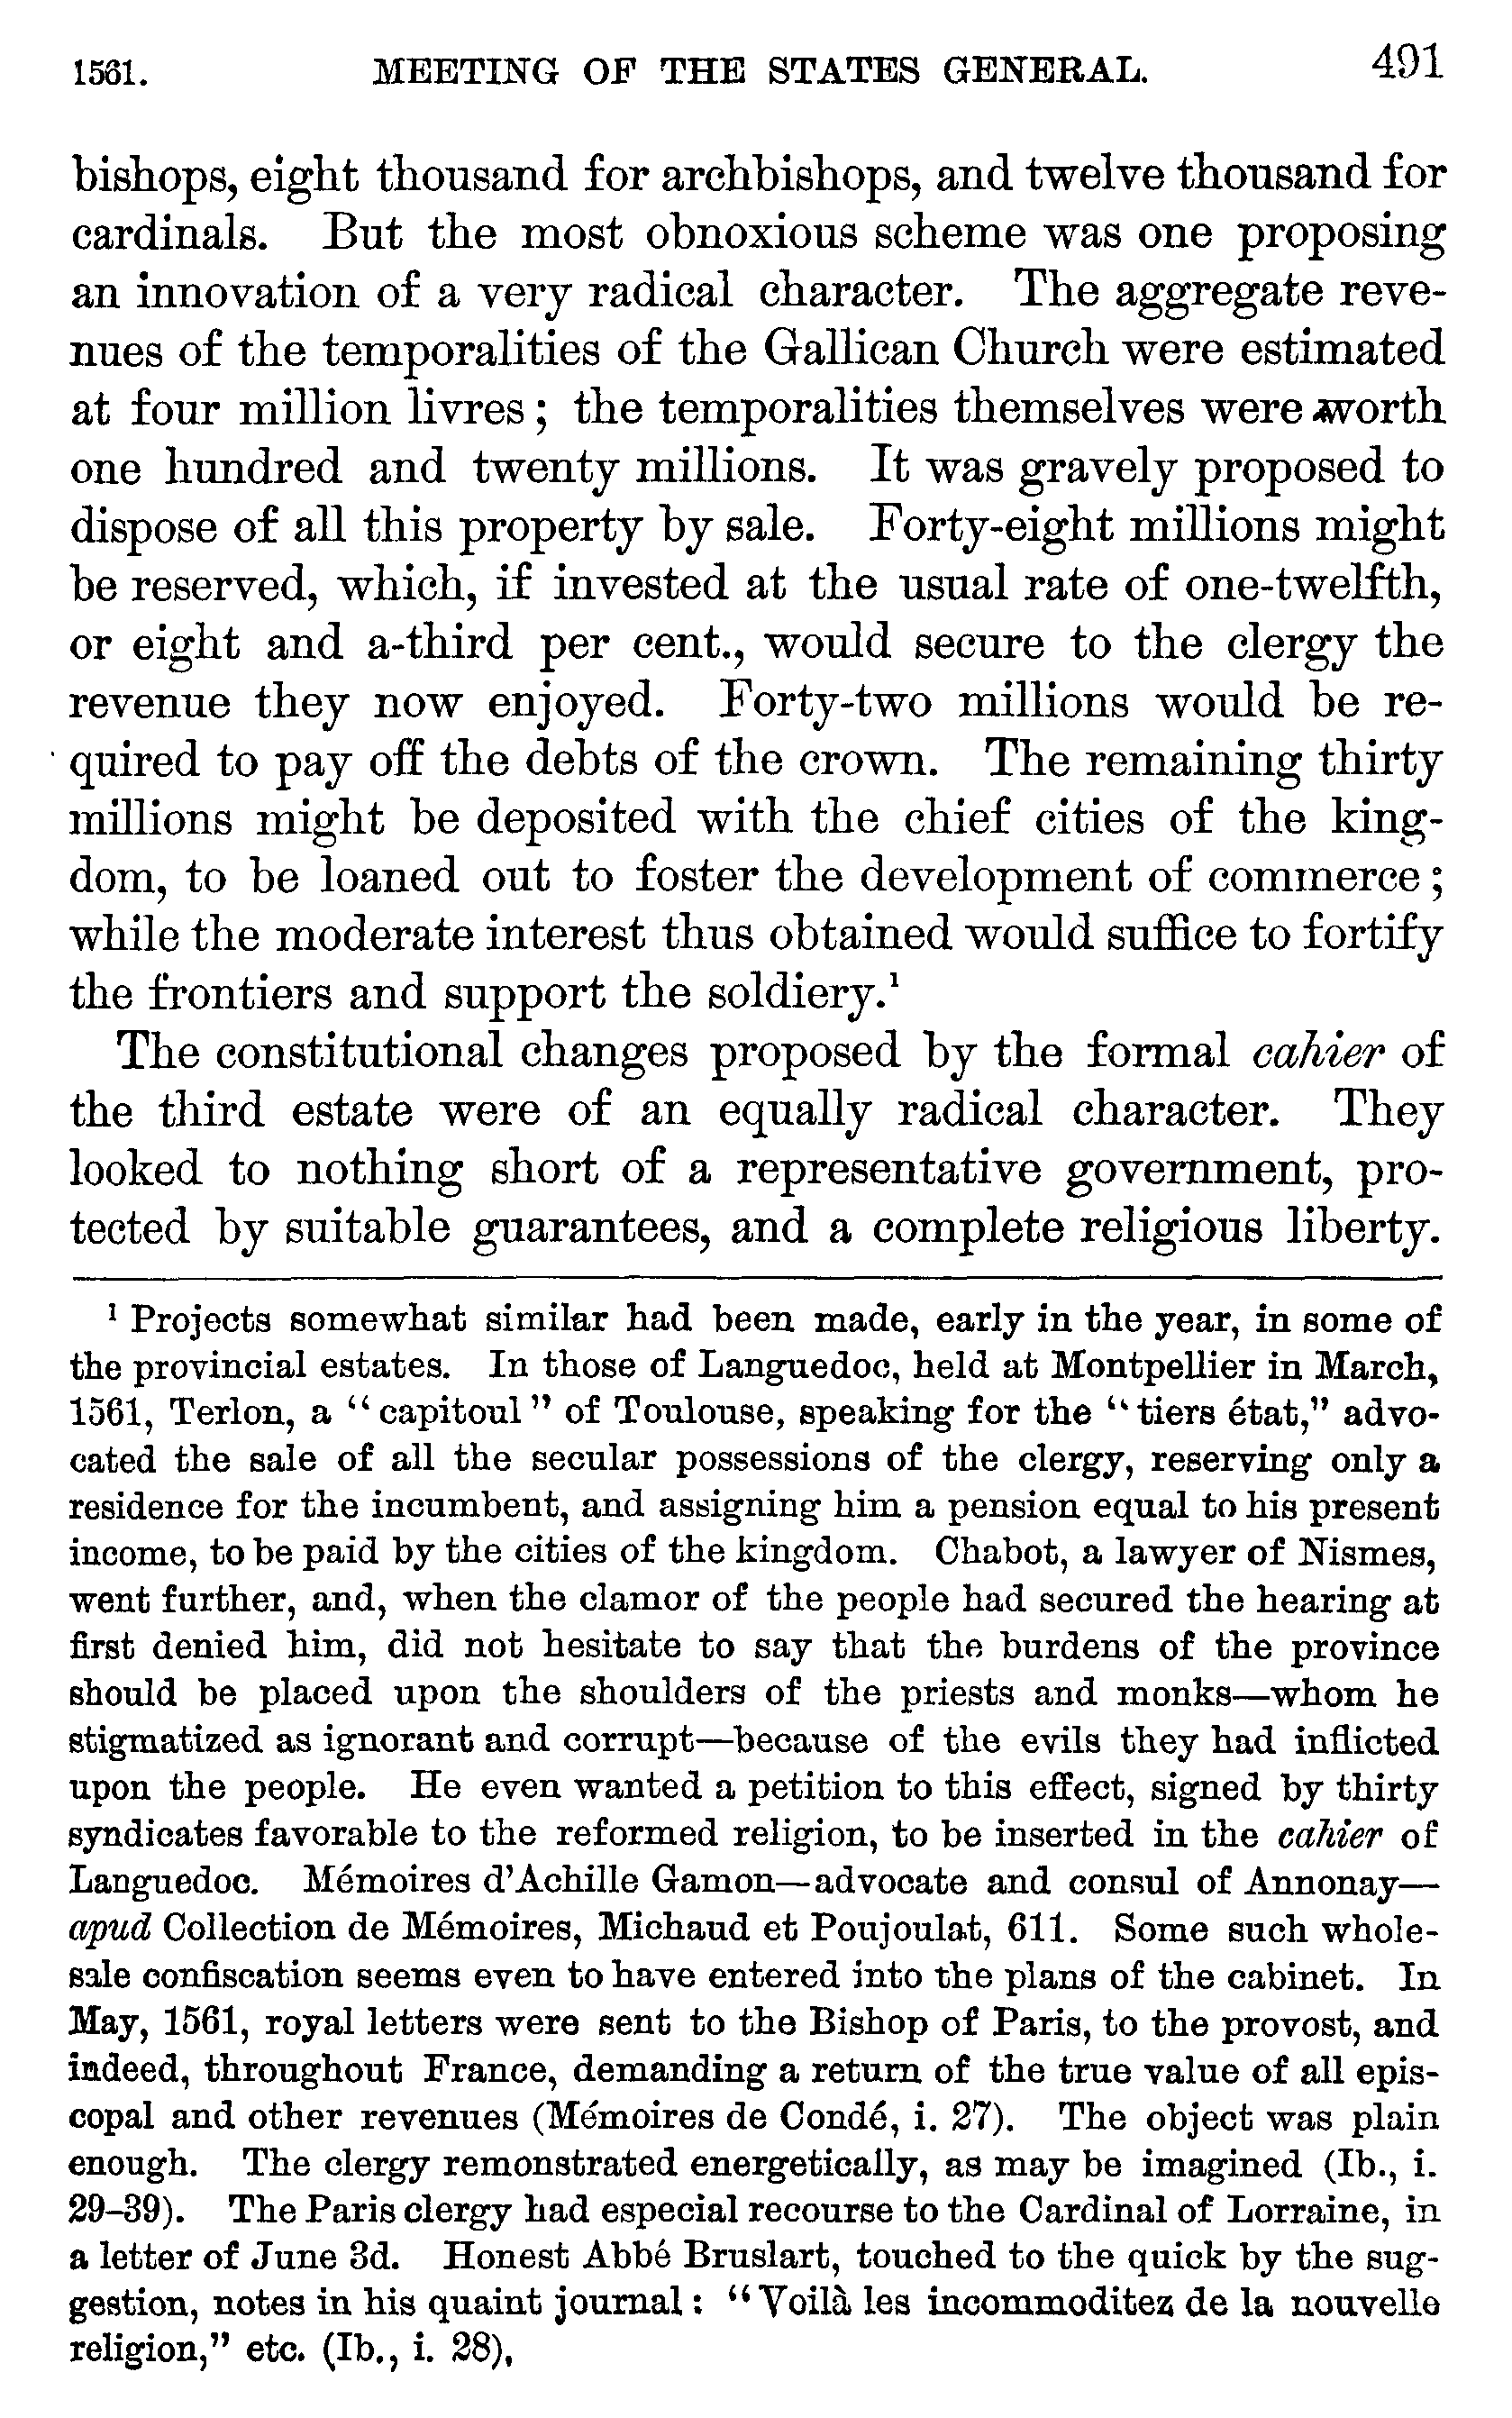 1561. MEETING OF THE STATES GENERAL. 491
bishops, eight thousand for archbishops, and twelve thousand for
cardinals. But the most obnoxious scheme was one proposing
an innovation of a very radical character. The aggregate reve-
nues of the temporalities of the Gallican Church were estimated
at four million livres; the temporalities themselves were worth
one hundred and twenty millions. It was gravely proposed to
dispose of all this property by sale. Forty-eight millions might
be reserved, which, if invested at the usual rate of one-twelfth,
or eight and a-third per cent., would secure to the clergy the
revenue they now enjoyed. Forty-two millions would be re-
quired to pay off the debts of the crown. The remaining thirty
millions might be deposited with the chief cities of the king-
dom, to be loaned out to foster the development of commerce;
while the moderate interest thus obtained would suffice to fortify
the frontiers and support the soldiery.¹
The constitutional changes proposed by the formal cahier of
the third estate were of an equally radical character. They
looked to nothing short of a representative government, pro-
tected by suitable guarantees, and a complete religious liberty.
¹ Projects somewhat similar had been made, early in the year, in some of
the provincial estates. In those of Languedoc, held at Montpellier in March,
1561, Terlon, a "capitoul" of Toulouse, speaking for the "tiers état," advo-
cated the sale of all the secular possessions of the clergy, reserving only a
residence for the incumbent, and assigning him a pension equal to his present
income, to be paid by the cities of the kingdom. Chabot, a lawyer of Nismes,
went further, and, when the clamor of the people had secured the hearing at
first denied him, did not hesitate to say that the burdens of the province
should be placed upon the shoulders of the priests and monks—whom he
stigmatized as ignorant and corrupt—because of the evils they had inflicted
upon the people. He even wanted a petition to this effect, signed by thirty
syndicates favorable to the reformed religion, to be inserted in the cahier of
Languedoc. Mémoires d'Achille Gamon—advocate and consul of Annonay—
apud Collection de Mémoires, Michaud et Poujoulat, 611. Some such whole-
sale confiscation seems even to have entered into the plans of the cabinet. In
May, 1561, royal letters were sent to the Bishop of Paris, to the provost, and
indeed, throughout France, demanding a return of the true value of all epis-
copal and other revenues (Mémoires de Condé, i. 27). The object was plain
enough. The clergy remonstrated energetically, as may be imagined (Ib., i.
29-39). The Paris clergy had especial recourse to the Cardinal of Lorraine, in
a letter of June 3d. Honest Abbé Bruslart, touched to the quick by the sug-
gestion, notes in his quaint journal: "Voilà les incommoditez de la nouvelle
religion," etc. (Ib., i. 28),